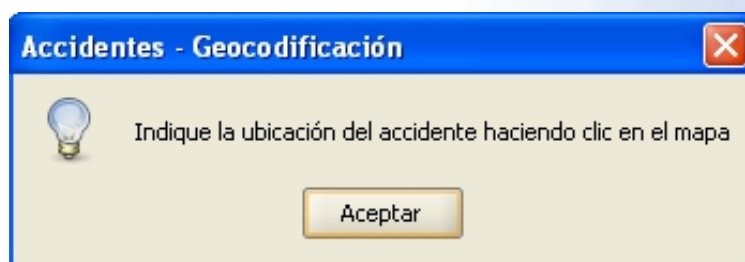 Accidentes - Geocodificación
Indique la ubicación del accidente haciendo clic en el mapa
Aceptar